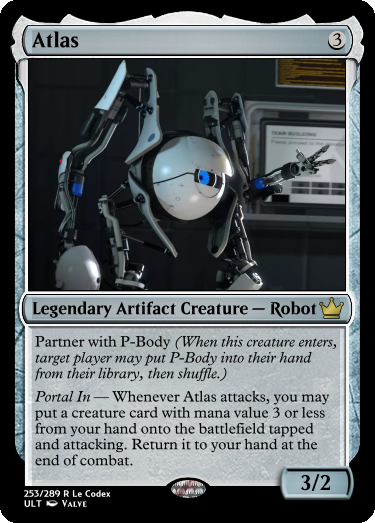 Atlas 3
TEAM BUILDING
Legendary Artifact Creature — Robot
Partner with P-Body (When this creature enters,
target player may put P-Body into their hand
from their library, then shuffle.)
Portal In — Whenever Atlas attacks, you may
put a creature card with mana value 3 or less
from your hand onto the battlefield tapped
and attacking. Return it to your hand at the
end of combat.
3/2
253/289 R Le Codex
ULT Valve